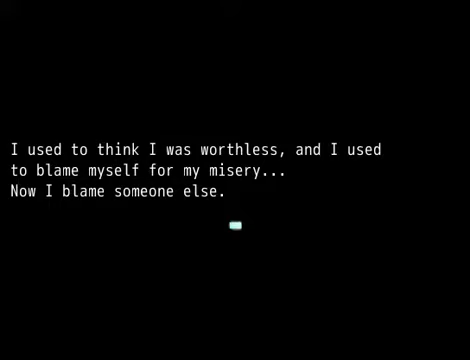 I used to think I was worthless, and I used
to blame myself for my misery...
Now I blame someone else.